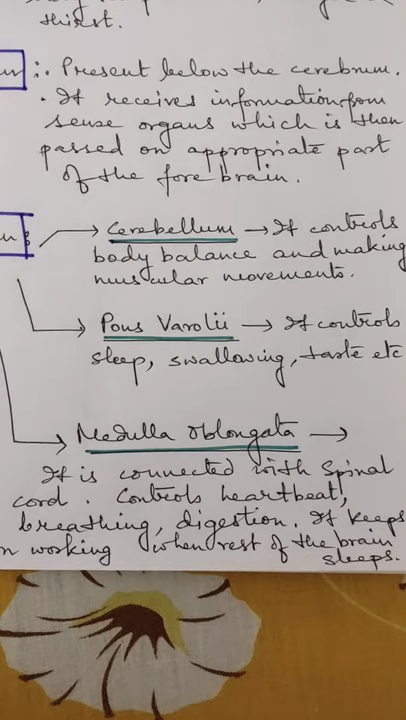 thirst.
:. Present below the cerebrum.
. It receives information from
sense organs which is then
passed on appropriate part
of the fore brain.
→ Cerebellum → It controls
body balance and making
muscular movements.
→ Pons Varolii → It controls
sleep, swallowing, taste etc
→ Medulla oblongata →
It is connected with Spinal
cord. Controls heartbeat,
breathing, digestion. It keeps
on working when rest of the brain
sleeps.